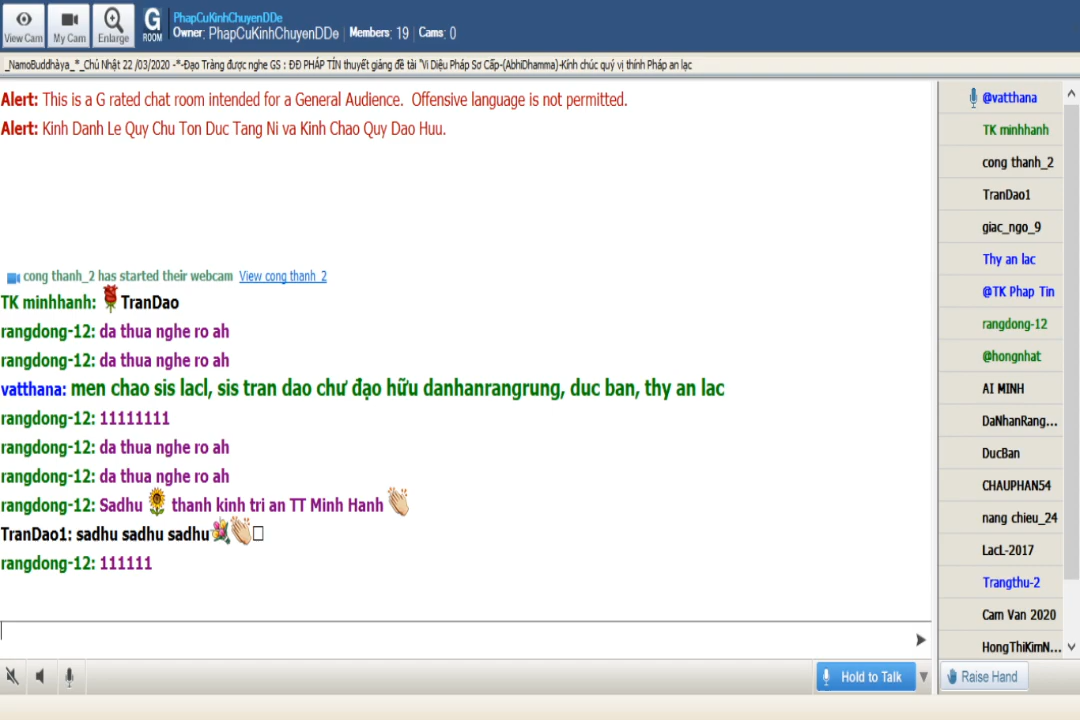 PhapCuKinhChuyenDDe
Owner: PhapCuKinhChuyenDDe Members: 19 Cams: 0
View Cam My Cam Enlarge G ROOM
_NamoBuddhàya_*_Chủ Nhật 22 /03/2020 -*-Đạo Tràng được nghe GS : ĐĐ PHÁP TÍN thuyết giảng đề tài "Vi Diệu Pháp Sơ Cấp-(AbhiDhamma)-Kính chúc quý vị thính Pháp an lạc
Alert: This is a G rated chat room intended for a General Audience. Offensive language is not permitted.
Alert: Kinh Danh Le Quy Chu Ton Duc Tang Ni va Kinh Chao Quy Dao Huu.
cong thanh_2 has started their webcam View cong thanh_2
TK minhhanh: TranDao
rangdong-12: da thua nghe ro ah
rangdong-12: da thua nghe ro ah
vatthana: men chao sis lacl, sis tran dao chư đạo hữu danhanrangrung, duc ban, thy an lac
rangdong-12: 11111111
rangdong-12: da thua nghe ro ah
rangdong-12: da thua nghe ro ah
rangdong-12: Sadhu thanh kinh tri an TT Minh Hanh
TranDao1: sadhu sadhu sadhu
rangdong-12: 111111
@vatthana
TK minhhanh
cong thanh_2
TranDao1
giac_ngo_9
Thy an lac
@TK Phap Tin
rangdong-12
@hongnhat
AI MINH
DaNhanRang...
DucBan
CHAUPHAN54
nang chieu_24
LacL-2017
Trangthu-2
Cam Van 2020
HongThiKimN...
Hold to Talk
Raise Hand